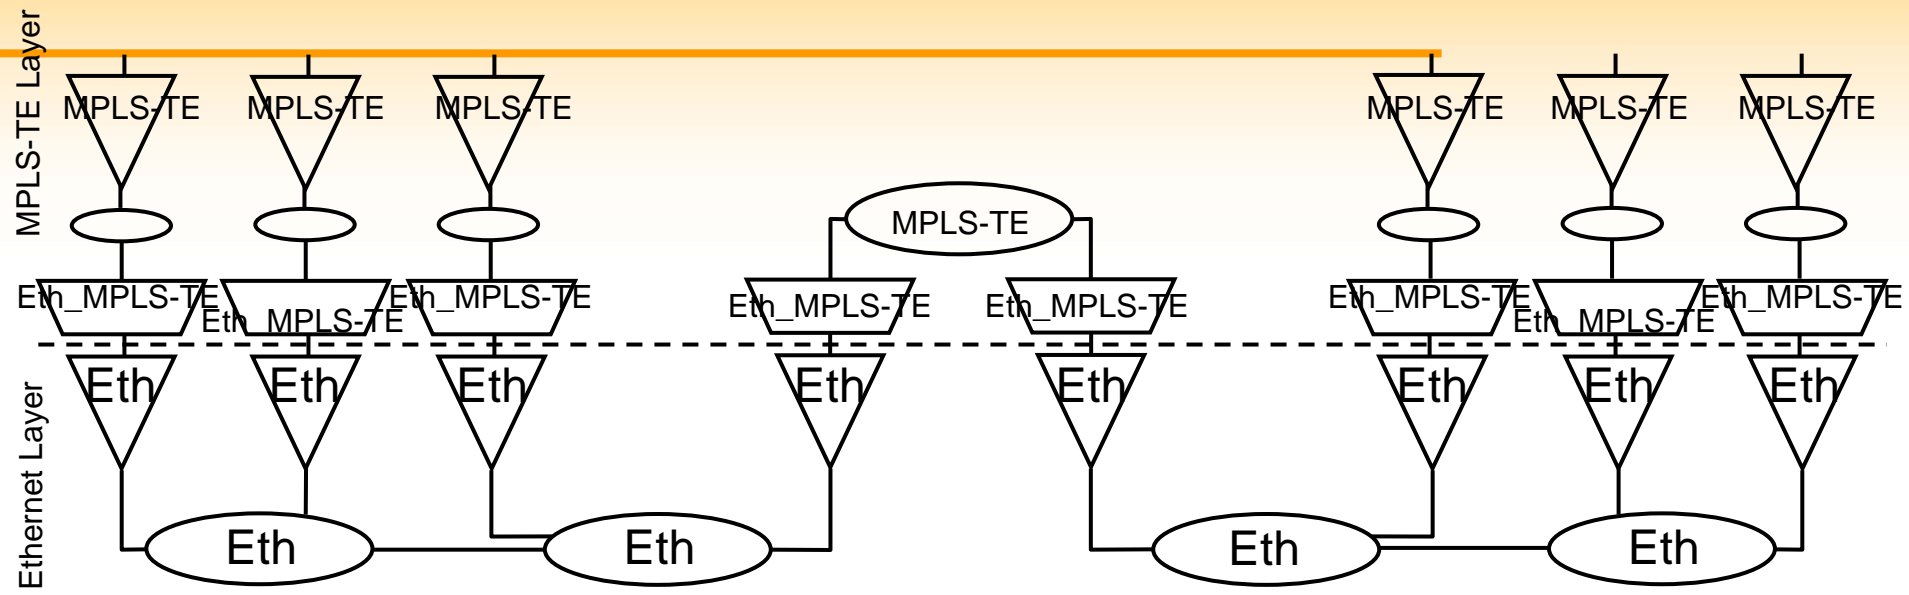 MPLS-TE Layer
MPLS-TE MPLS-TE MPLS-TE MPLS-TE MPLS-TE MPLS-TE
MPLS-TE
Eth_MPLS-TE Eth_MPLS-TE Eth_MPLS-TE Eth_MPLS-TE Eth_MPLS-TE Eth_MPLS-TE Eth_MPLS-TE Eth_MPLS-TE
Ethernet Layer
Eth Eth Eth Eth Eth Eth Eth Eth
Eth Eth Eth Eth